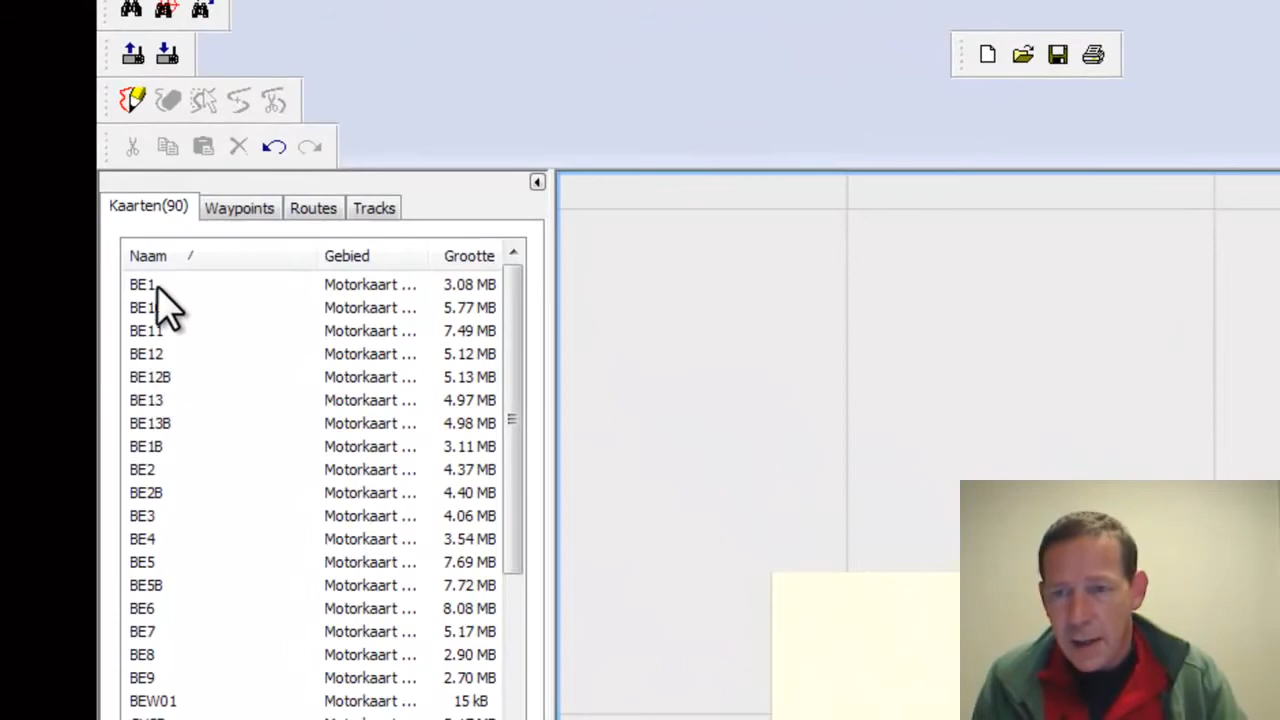 Kaarten(90) Waypoints Routes Tracks
Naam / Gebied Grootte
BE1 Motorkaart ... 3.08 MB
Motorkaart ... 5.77 MB
BE11 Motorkaart ... 7.49 MB
BE12 Motorkaart ... 5.12 MB
BE12B Motorkaart ... 5.13 MB
BE13 Motorkaart ... 4.97 MB
BE13B Motorkaart ... 4.98 MB
BE1B Motorkaart ... 3.11 MB
BE2 Motorkaart ... 4.37 MB
BE2B Motorkaart ... 4.40 MB
BE3 Motorkaart ... 4.06 MB
BE4 Motorkaart ... 3.54 MB
BE5 Motorkaart ... 7.69 MB
BE5B Motorkaart ... 7.72 MB
BE6 Motorkaart ... 8.08 MB
BE7 Motorkaart ... 5.17 MB
BE8 Motorkaart ... 2.90 MB
BE9 Motorkaart ... 2.70 MB
BEW01 Motorkaart ... 15 kB